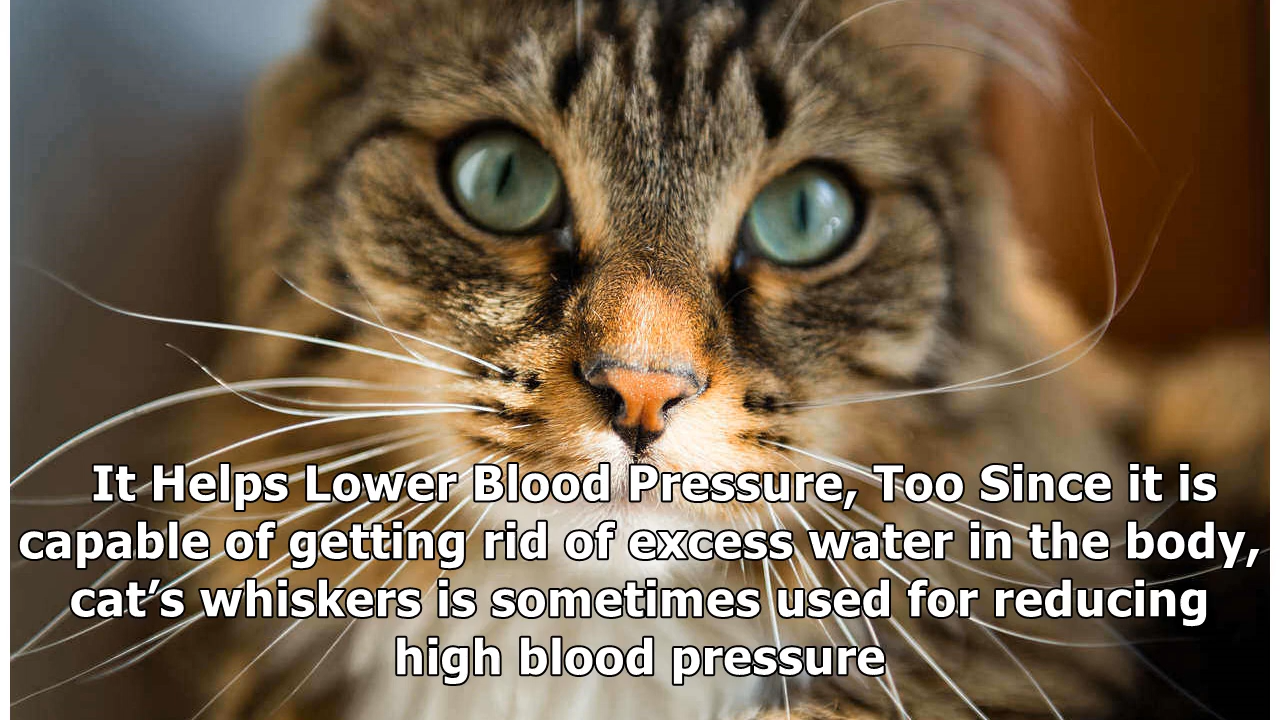 It Helps Lower Blood Pressure, Too Since it is
capable of getting rid of excess water in the body,
cat’s whiskers is sometimes used for reducing
high blood pressure